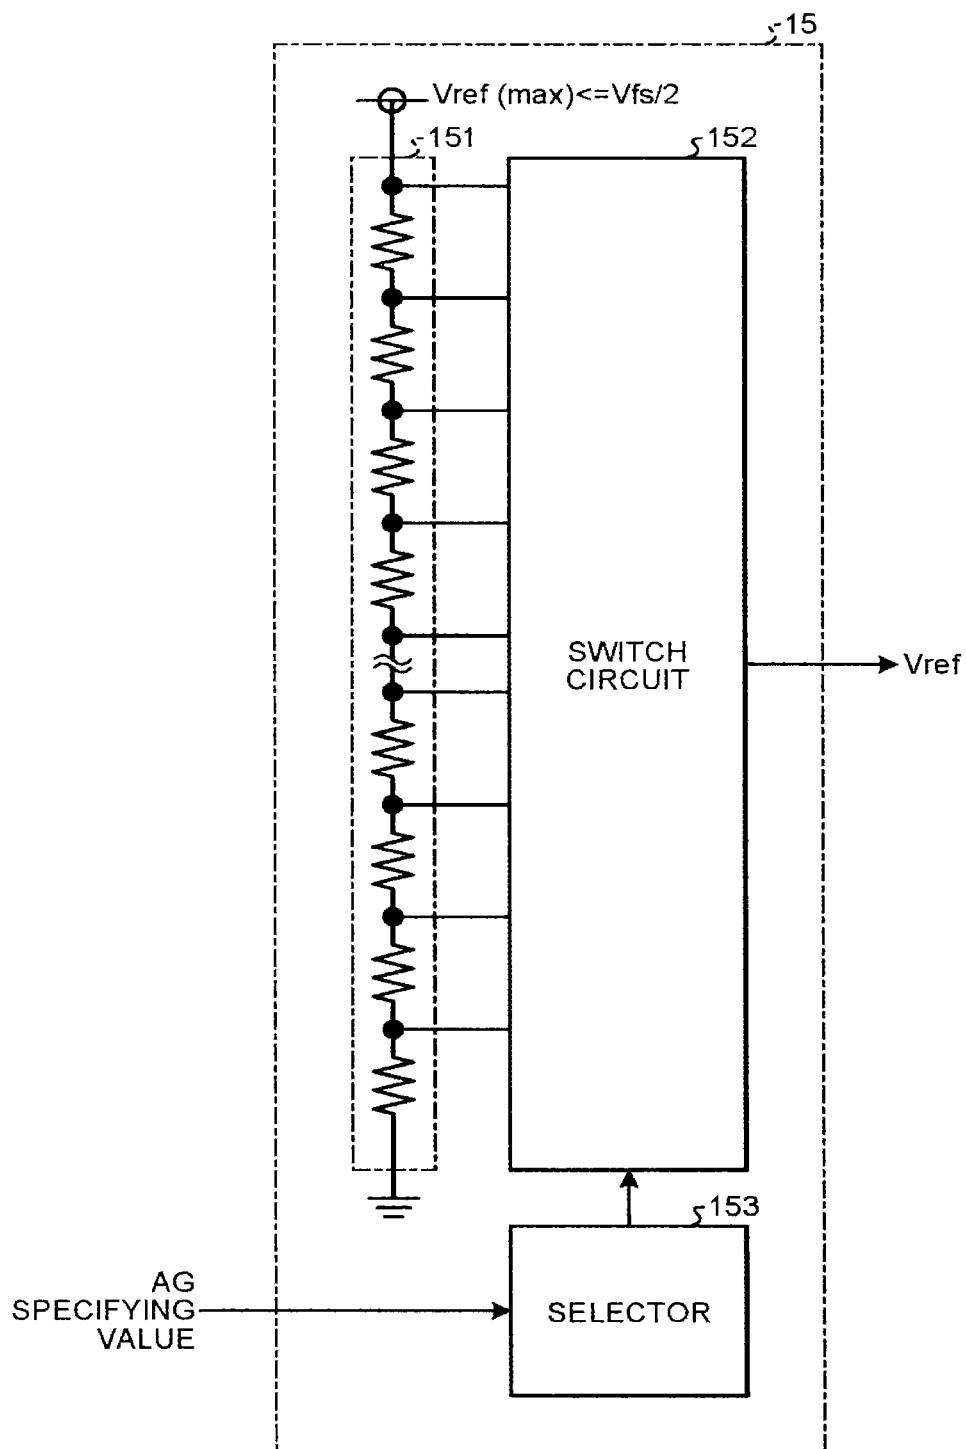 15
Vref (max)<=Vfs/2
151
152
SWITCH
CIRCUIT
Vref
153
AG
SPECIFYING
VALUE
SELECTOR